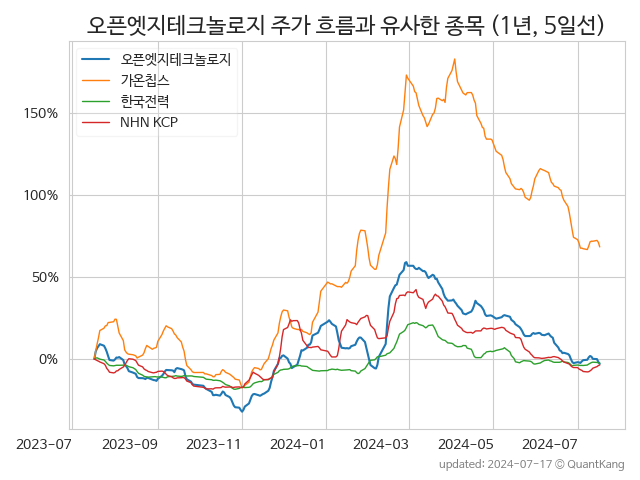 오픈엣지테크놀로지 주가 흐름과 유사한 종목 (1년, 5일선)
오픈엣지테크놀로지
가온칩스
한국전력
NHN KCP
150%
100%
50%
0%
2023-07 2023-09 2023-11 2024-01 2024-03 2024-05 2024-07
updated: 2024-07-17 © QuantKang